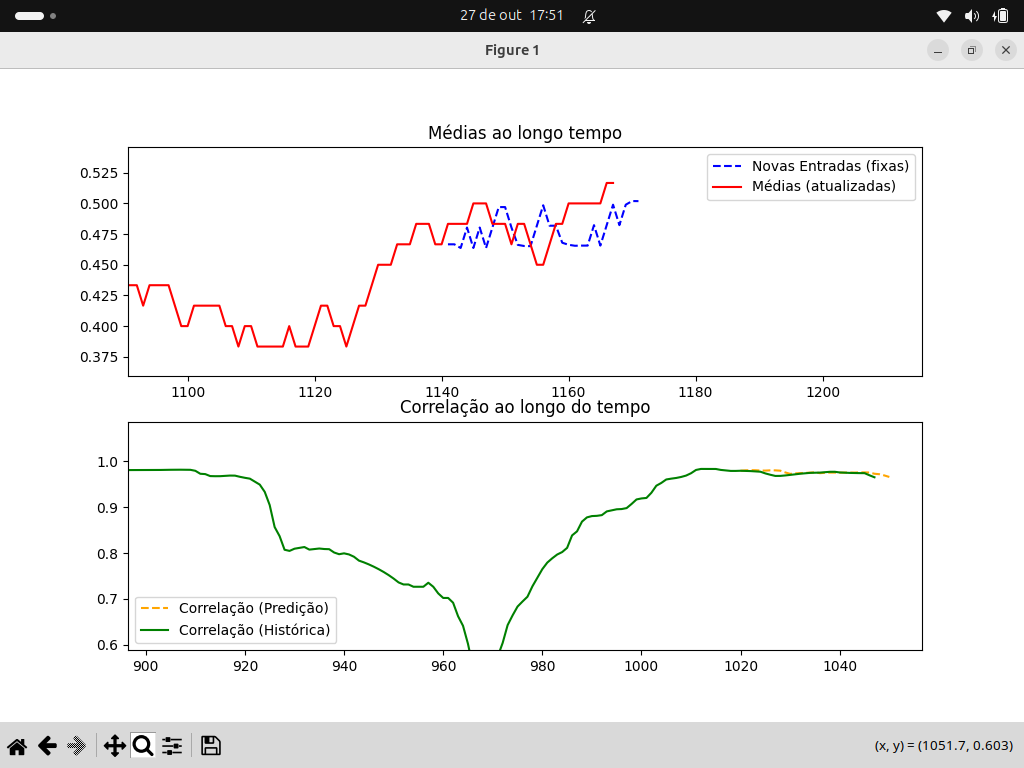 27 de out 17:51
Figure 1
Médias ao longo tempo
0.525
0.500
0.475
0.450
0.425
0.400
0.375
Novas Entradas (fixas)
Médias (atualizadas)
1100 1120 1140 1160 1180 1200
Correlação ao longo do tempo
1.0
0.9
0.8
0.7
0.6
Correlação (Predição)
Correlação (Histórica)
900 920 940 960 980 1000 1020 1040
(x, y) = (1051.7, 0.603)